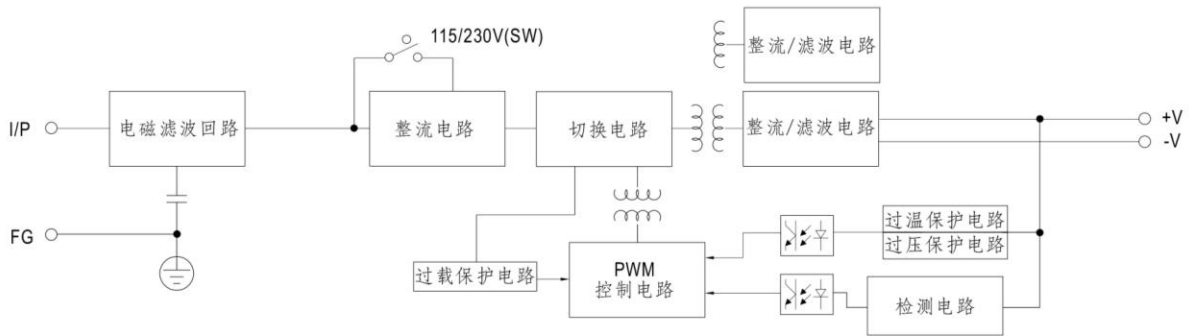 115/230V(SW)
整流/滤波电路
I/P
电磁滤波回路
整流电路
切换电路
整流/滤波电路
+V
-V
FG
过载保护电路
PWM
控制电路
过温保护电路
过压保护电路
检测电路